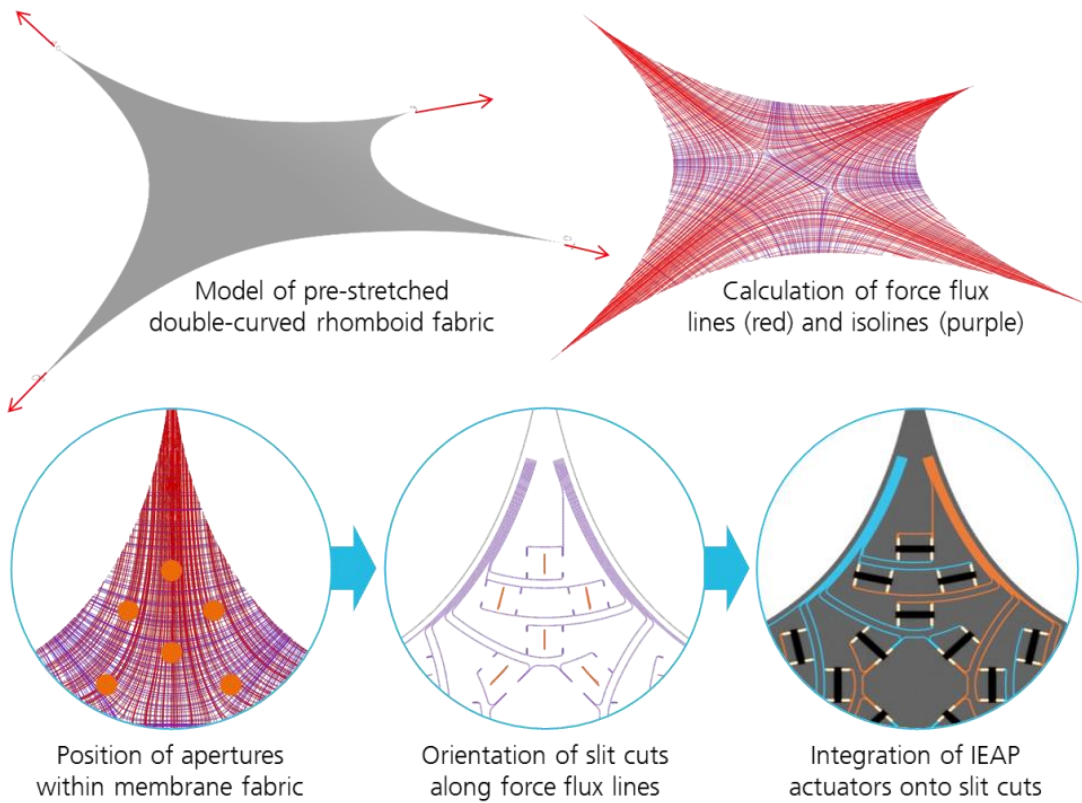 Model of pre-stretched
double-curved rhomboid fabric
Calculation of force flux
lines (red) and isolines (purple)
Position of apertures
within membrane fabric
Orientation of slit cuts
along force flux lines
Integration of IEAP
actuators onto slit cuts